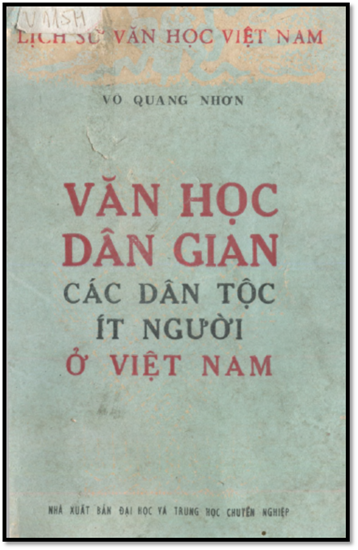 V 115H
LỊCH SỬ VĂN HỌC VIỆT NAM
VÕ QUANG NHƠN
VĂN HỌC
DÂN GIAN
CÁC DÂN TỘC
ÍT NGƯỜI
Ở VIỆT NAM
NHÀ XUẤT BẢN ĐẠI HỌC VÀ TRUNG HỌC CHUYÊN NGHIỆP